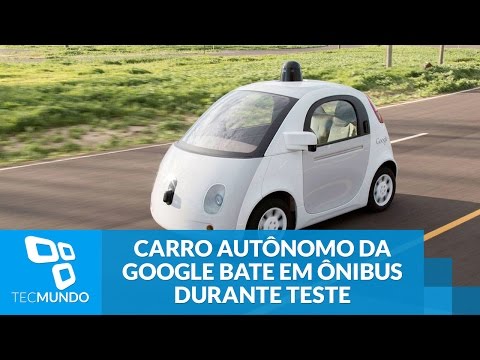 Google
CARRO AUTÔNOMO DA
GOOGLE BATE EM ÔNIBUS
DURANTE TESTE
TECMUNDO